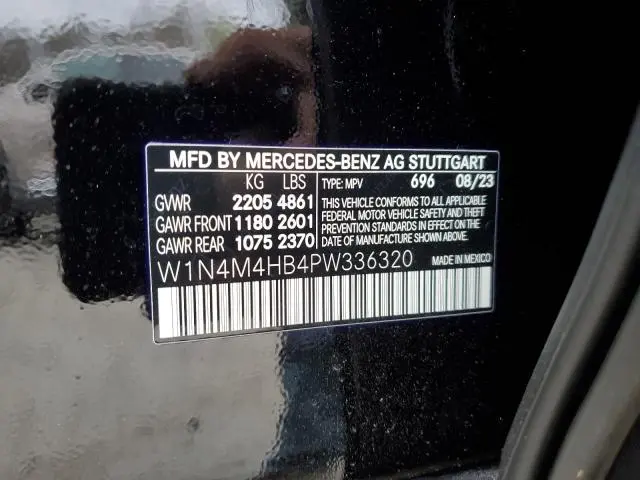 MFD BY MERCEDES-BENZ AG STUTTGART
KG LBS TYPE: MPV 696 08/23
GVWR 2205 4861
GAWR FRONT 1180 2601
GAWR REAR 1075 2370
THIS VEHICLE CONFORMS TO ALL APPLICABLE
FEDERAL MOTOR VEHICLE SAFETY AND THEFT
PREVENTION STANDARDS IN EFFECT ON THE
DATE OF MANUFACTURE SHOWN ABOVE.
W1N4M4HB4PW336320 MADE IN MEXICO